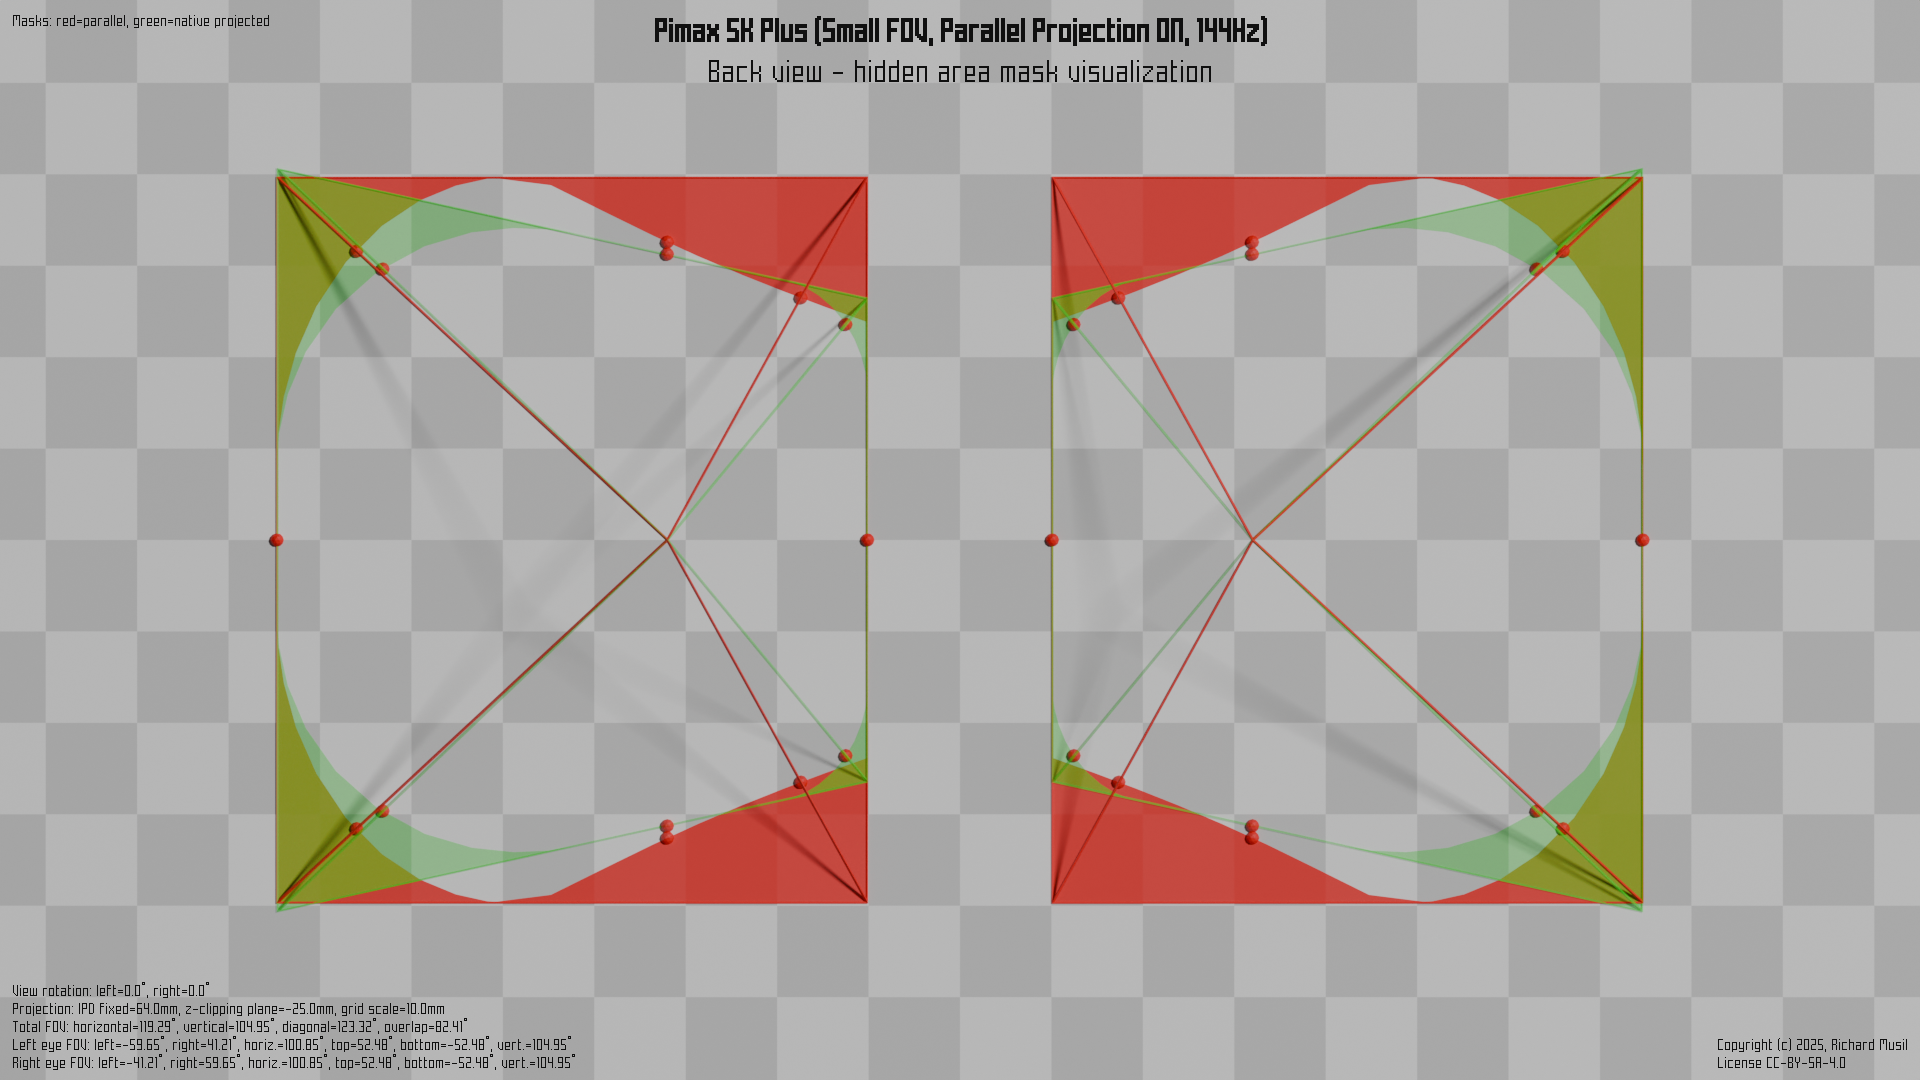 Masks: red=parallel, green=native projected
Pimax 5K Plus (Small FOV, Parallel Projection ON, 144Hz)
Back view - hidden area mask visualization
View rotation: left=0.0°, right=0.0°
Projection: IPD fixed=64.0mm, z-clipping plane=-25.0mm, grid scale=10.0mm
Total FOV: horizontal=119.29°, vertical=104.95°, diagonal=123.32°, overlap=82.41°
Left eye FOV: left=-59.65°, right=41.21°, horiz.=100.85°, top=52.48°, bottom=-52.48°, vert.=104.95°
Right eye FOV: left=-41.21°, right=59.65°, horiz.=100.85°, top=52.48°, bottom=-52.48°, vert.=104.95°
Copyright (c) 2025, Richard Musil
License CC-BY-SA-4.0